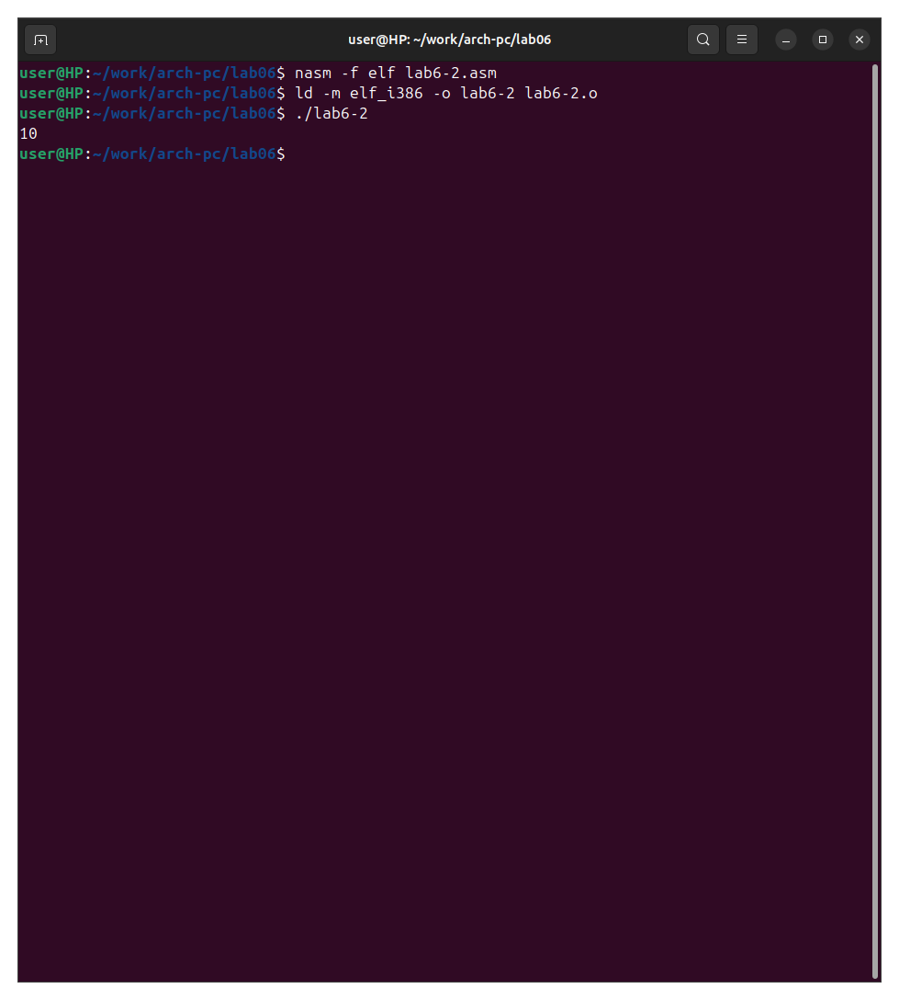 user@HP: ~/work/arch-pc/lab06
user@HP:~/work/arch-pc/lab06$ nasm -f elf lab6-2.asm
user@HP:~/work/arch-pc/lab06$ ld -m elf_i386 -o lab6-2 lab6-2.o
user@HP:~/work/arch-pc/lab06$ ./lab6-2
10
user@HP:~/work/arch-pc/lab06$